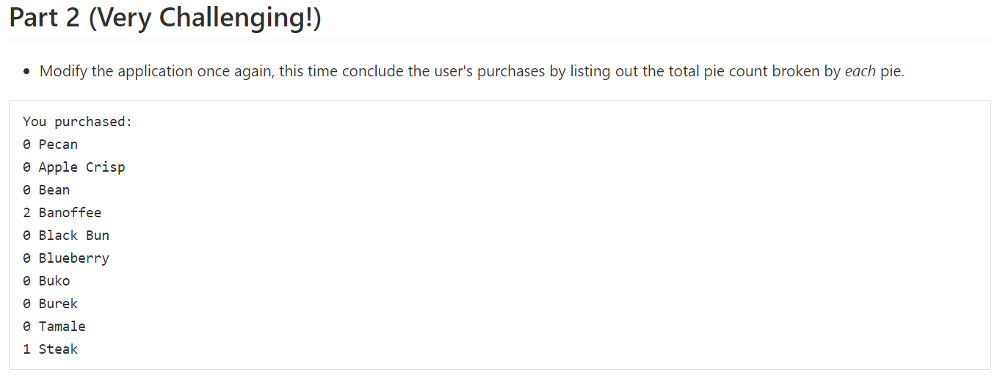 Part 2 (Very Challenging!)
• Modify the application once again, this time conclude the user's purchases by listing out the total pie count broken by each pie.
You purchased:
0 Pecan
0 Apple Crisp
0 Bean
2 Banoffee
0 Black Bun
0 Blueberry
0 Buko
0 Burek
0 Tamale
1 Steak